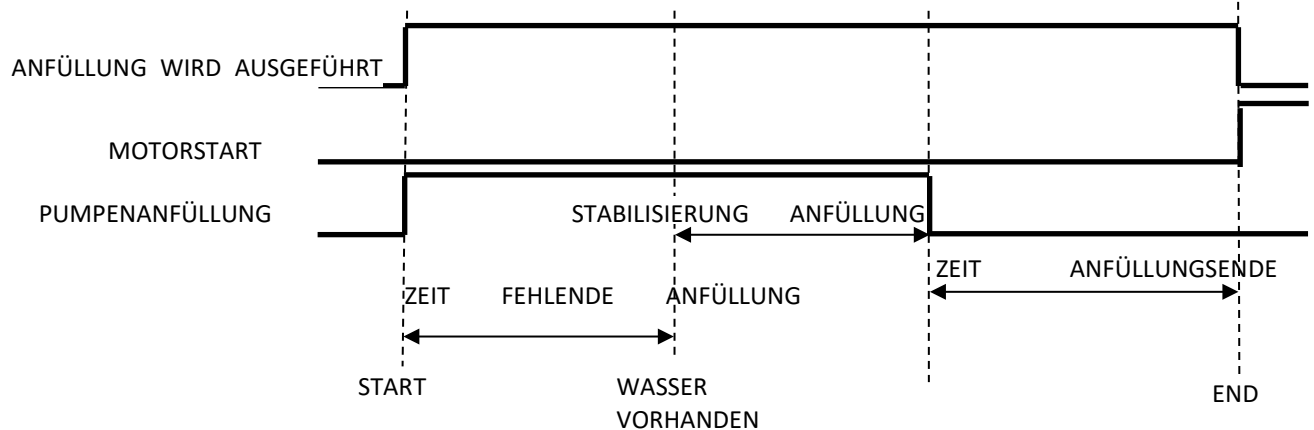 ANFÜLLUNG WIRD AUSGEFÜHRT
MOTORSTART
PUMPENANFÜLLUNG
STABILISIERUNG ANFÜLLUNG
ZEIT ANFÜLLUNGSENDE
ZEIT FEHLENDE ANFÜLLUNG
START
WASSER
VORHANDEN
END